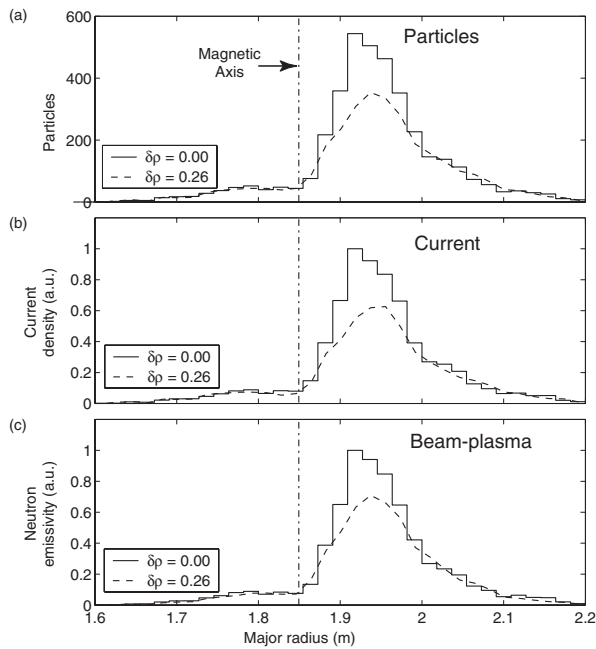 (a)
600
400
200
0
Particles
Magnetic
Axis
Particles
δρ = 0.00
δρ = 0.26
(b)
1
0.8
0.6
0.4
0.2
0
Current
density (a.u.)
Current
δρ = 0.00
δρ = 0.26
(c)
1
0.8
0.6
0.4
0.2
0
Neutron
emissivity (a.u.)
Beam-plasma
δρ = 0.00
δρ = 0.26
1.6 1.7 1.8 1.9 2 2.1 2.2
Major radius (m)